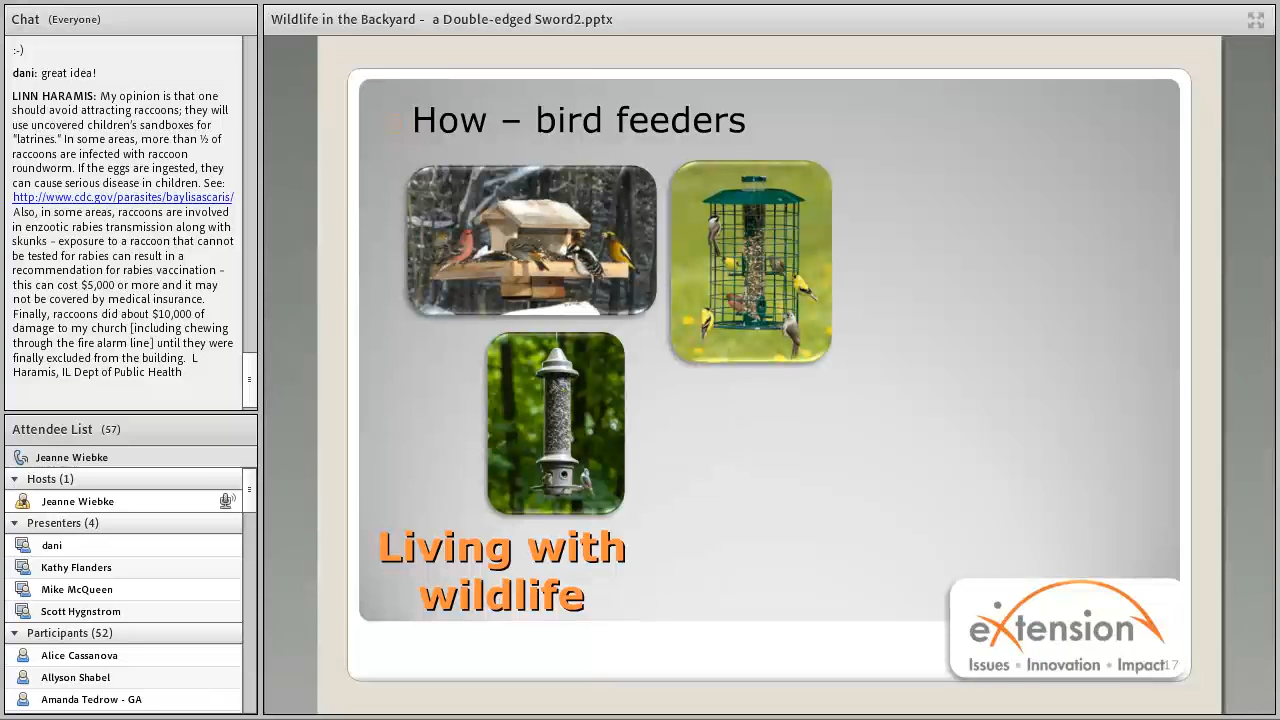 Chat (Everyone)
:-)
dani: great idea!
LINN HARAMIS: My opinion is that one
should avoid attracting raccoons; they will
use uncovered children's sandboxes for
"latrines." In some areas, more than ½ of
raccoons are infected with raccoon
roundworm. If the eggs are ingested, they
can cause serious disease in children. See:
http://www.cdc.gov/parasites/baylisascaris/
Also, in some areas, raccoons are involved
in enzootic rabies transmission along with
skunks – exposure to a raccoon that cannot
be tested for rabies can result in a
recommendation for rabies vaccination –
this can cost $5,000 or more and it may
not be covered by medical insurance.
Finally, raccoons did about $10,000 of
damage to my church [including chewing
through the fire alarm line] until they were
finally excluded from the building. L
Haramis, IL Dept of Public Health
Attendee List (57)
Jeanne Wiebke
Hosts (1)
Jeanne Wiebke
Presenters (4)
dani
Kathy Flanders
Mike McQueen
Scott Hygnstrom
Participants (52)
Alice Cassanova
Allyson Shabel
Amanda Tedrow - GA
Wildlife in the Backyard - a Double-edged Sword2.pptx
How – bird feeders
Living with
wildlife
eXtension
Issues • Innovation • Impact
17